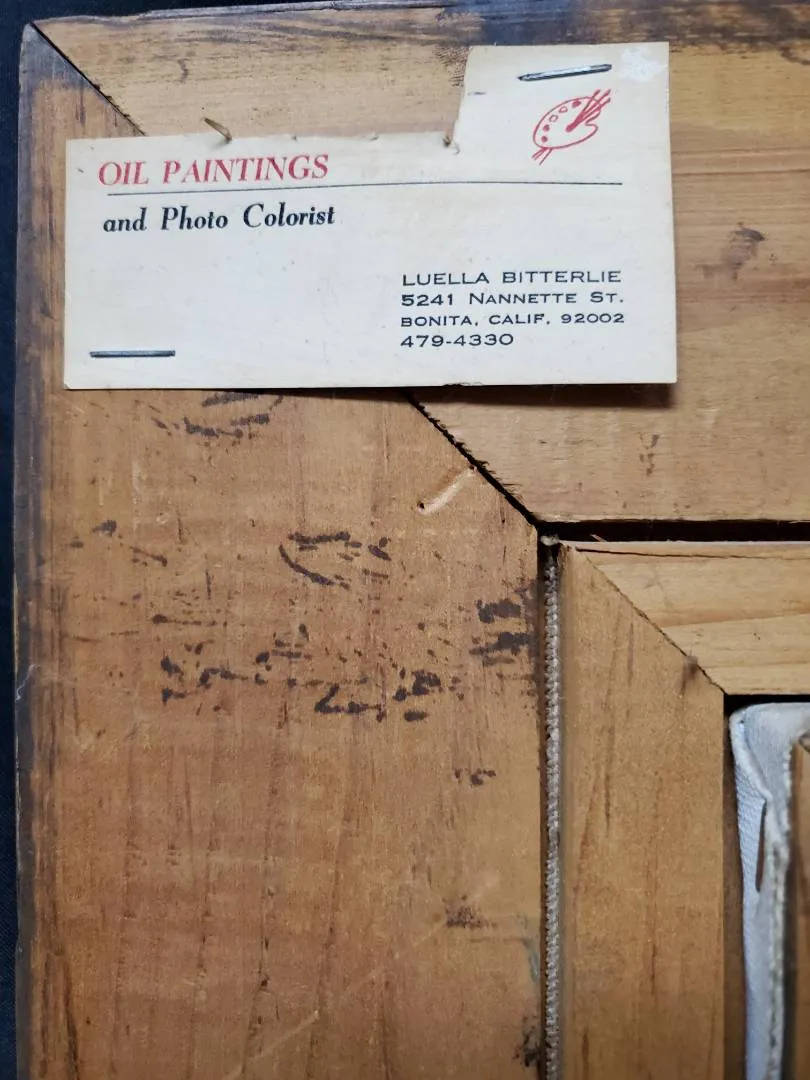 OIL PAINTINGS
and Photo Colorist
LUELLA BITTERLIE
5241 NANNETTE ST.
BONITA, CALIF. 92002
479-4330